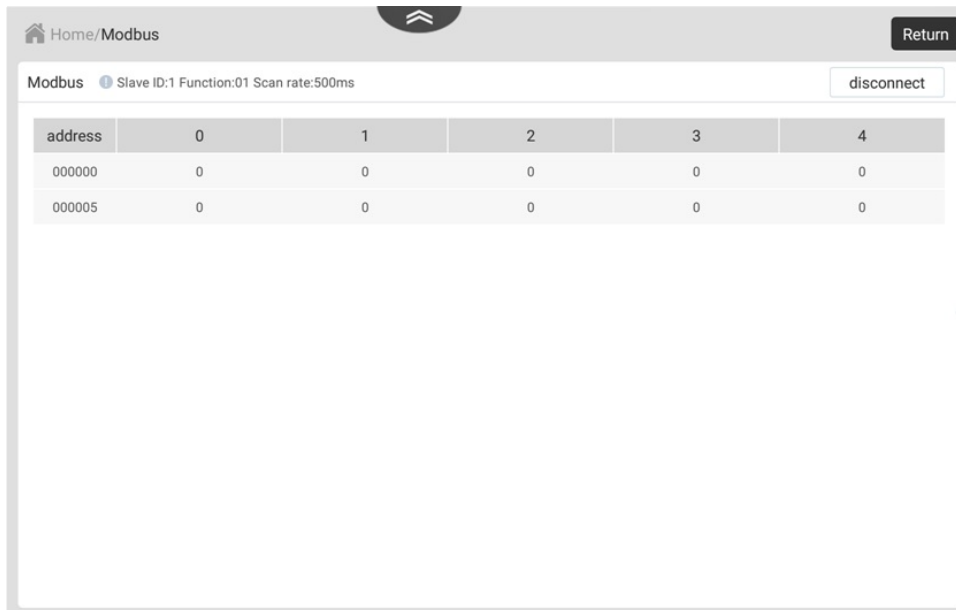 Home/Modbus
Return
Modbus Slave ID:1 Function:01 Scan rate:500ms
disconnect
address 0 1 2 3 4
000000 0 0 0 0 0
000005 0 0 0 0 0